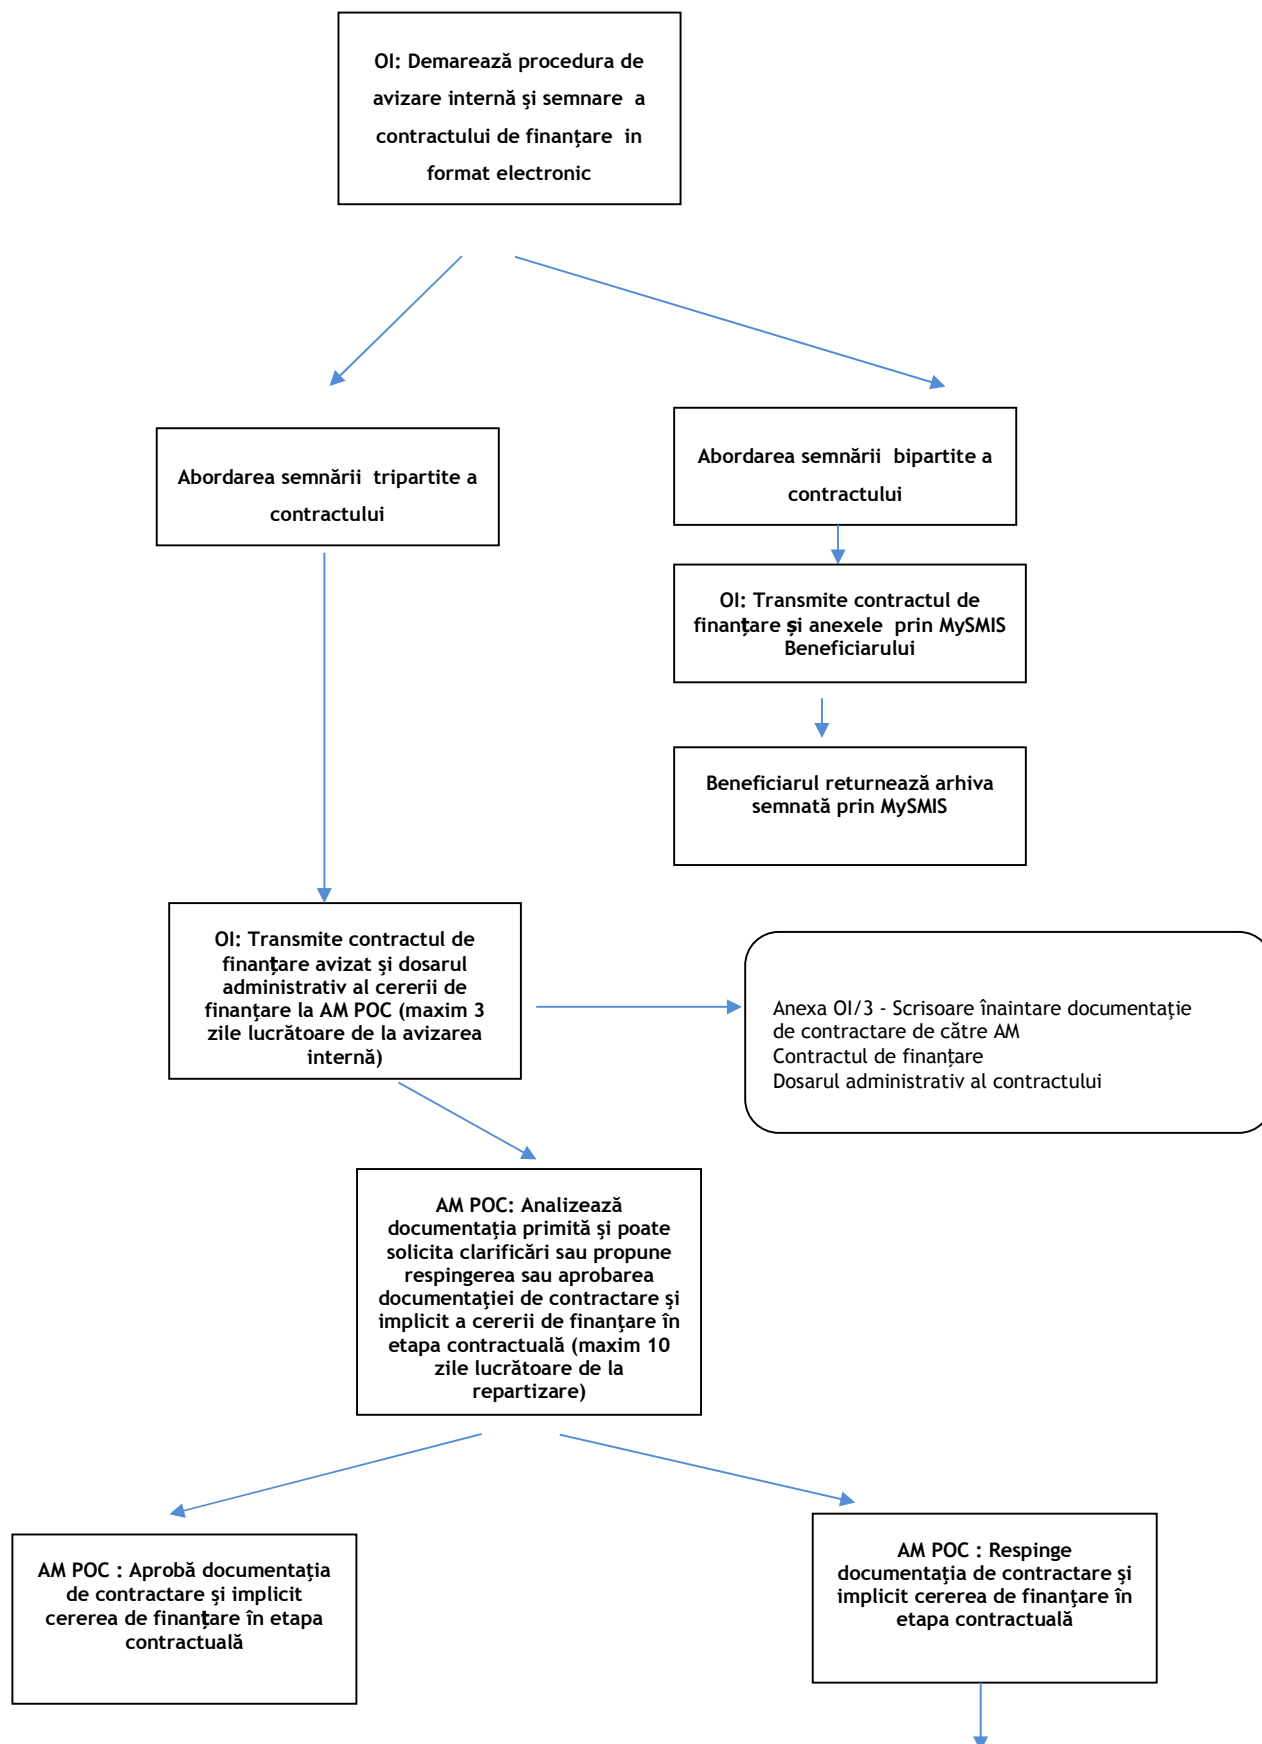 OI: Demarează procedura de
avizare internă şi semnare a
contractului de finanţare in
format electronic
Abordarea semnării tripartite a
contractului
Abordarea semnării bipartite a
contractului
OI: Transmite contractul de
finanțare și anexele prin MySMIS
Beneficiarului
Beneficiarul returnează arhiva
semnată prin MySMIS
OI: Transmite contractul de
finanțare avizat şi dosarul
administrativ al cererii de
finanţare la AM POC (maxim 3
zile lucrătoare de la avizarea
internă)
Anexa OI/3 - Scrisoare înaintare documentație
de contractare de către AM
Contractul de finanțare
Dosarul administrativ al contractului
AM POC: Analizează
documentaţia primită şi poate
solicita clarificări sau propune
respingerea sau aprobarea
documentaţiei de contractare şi
implicit a cererii de finanţare în
etapa contractuală (maxim 10
zile lucrătoare de la
repartizare)
AM POC : Aprobă documentaţia
de contractare şi implicit
cererea de finanțare în etapa
contractuală
AM POC : Respinge
documentaţia de contractare şi
implicit cererea de finanţare în
etapa contractuală